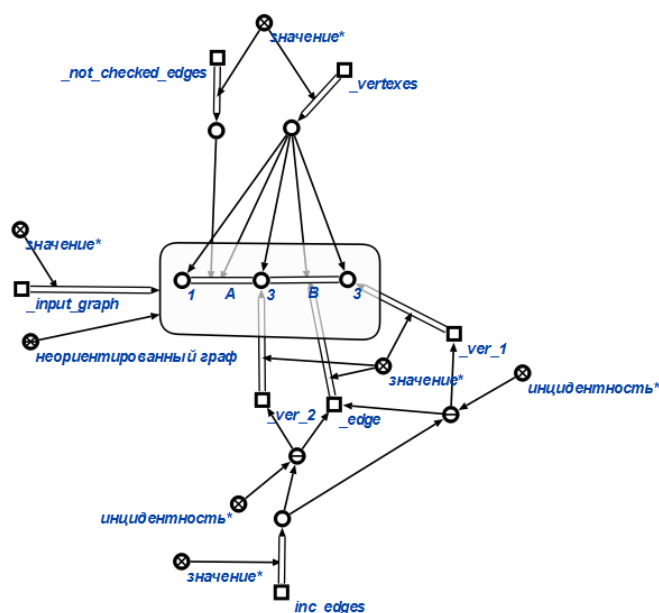 значение*
_not_checked_edges
_vertexes
значение*
_input_graph
1
A
3
B
3
неориентированный граф
_ver_1
значение*
инцидентность*
_ver_2
_edge
инцидентность*
значение*
inc_edges